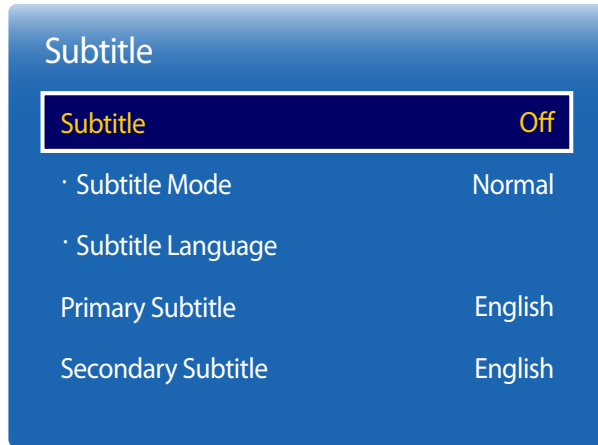 Subtitle
Subtitle Off
· Subtitle Mode Normal
· Subtitle Language
Primary Subtitle English
Secondary Subtitle English